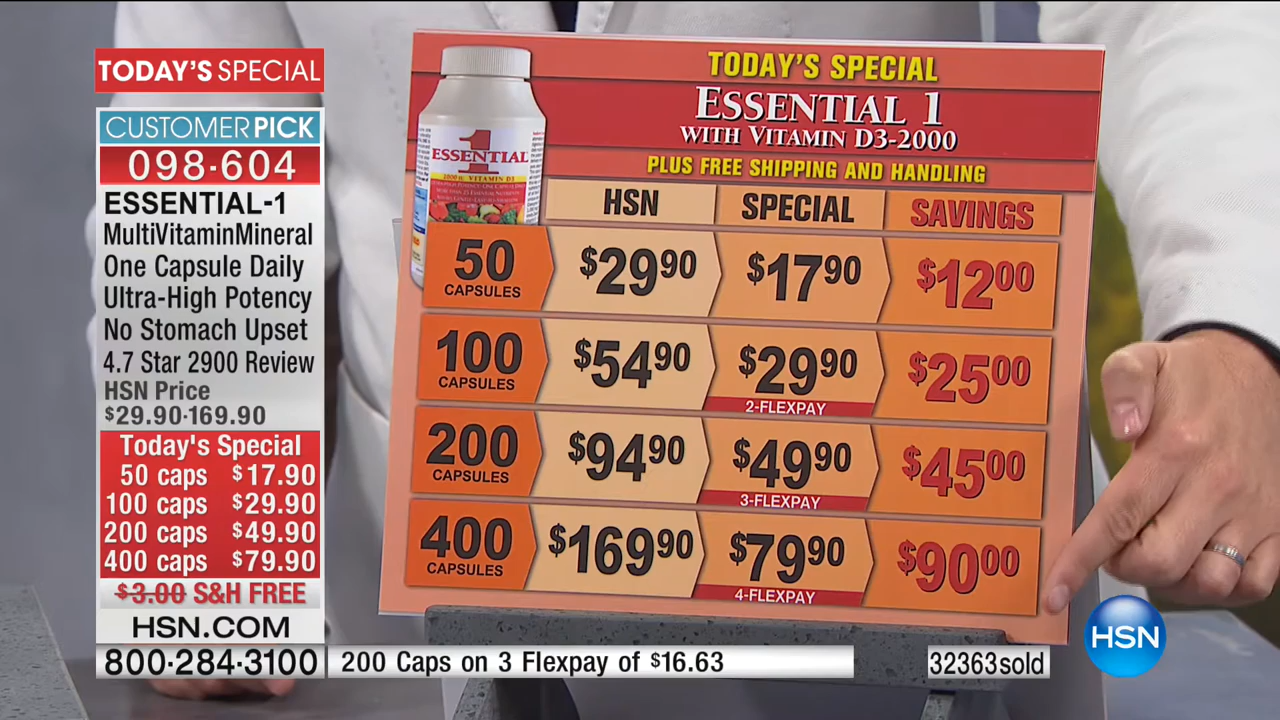 TODAY'S SPECIAL
CUSTOMER PICK
098-604
ESSENTIAL-1
MultiVitaminMineral
One Capsule Daily
Ultra-High Potency
No Stomach Upset
4.7 Star 2900 Review
HSN Price
$29.90-169.90
Today's Special
50 caps $17.90
100 caps $29.90
200 caps $49.90
400 caps $79.90
$3.00 S&H FREE
HSN.COM
800-284-3100
200 Caps on 3 Flexpay of $16.63
32363sold
HSN
TODAY'S SPECIAL
ESSENTIAL 1
WITH VITAMIN D3-2000
PLUS FREE SHIPPING AND HANDLING
HSN SPECIAL SAVINGS
50 CAPSULES $29.90 $17.90 $12.00
100 CAPSULES $54.90 $29.90 $25.00
2-FLEXPAY
200 CAPSULES $94.90 $49.90 $45.00
3-FLEXPAY
400 CAPSULES $169.90 $79.90 $90.00
4-FLEXPAY
1
ESSENTIAL